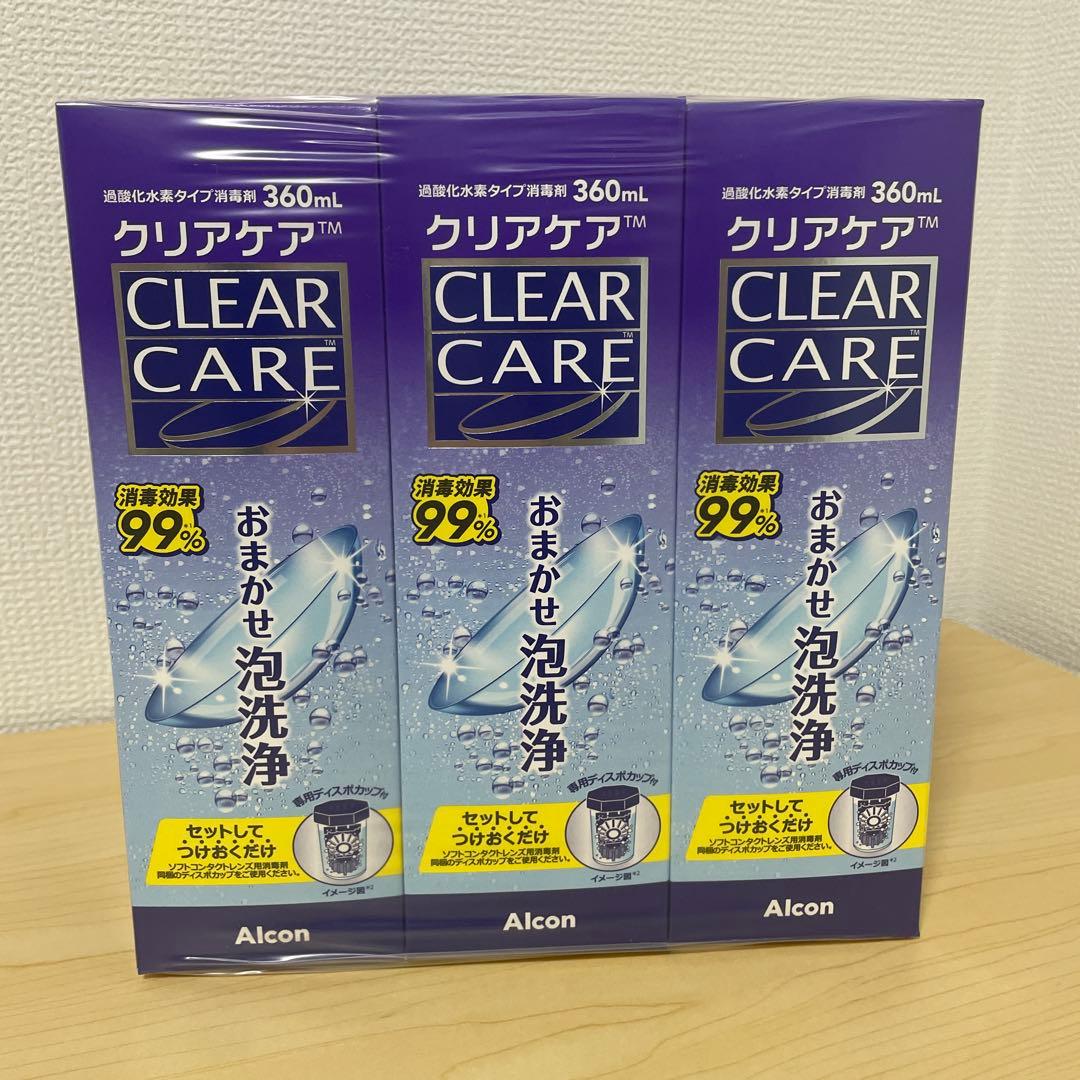 過酸化水素タイプ消毒剤 360mL
クリアケア™
CLEAR
CARE™
消毒効果
99%
おまかせ泡洗浄
専用ディスポカップ付
セットして
つけおくだけ
ソフトコンタクトレンズ用消毒剤
同梱のディスポカップをご使用ください。
イメージ図※2
Alcon
過酸化水素タイプ消毒剤 360mL
クリアケア™
CLEAR
CARE™
消毒効果
99%
おまかせ泡洗浄
専用ディスポカップ付
セットして
つけおくだけ
ソフトコンタクトレンズ用消毒剤
同梱のディスポカップをご使用ください。
イメージ図※2
Alcon
過酸化水素タイプ消毒剤 360mL
クリアケア™
CLEAR
CARE™
消毒効果
99%
おまかせ泡洗浄
専用ディスポカップ付
セットして
つけおくだけ
ソフトコンタクトレンズ用消毒剤
同梱のディスポカップをご使用ください。
イメージ図※2
Alcon